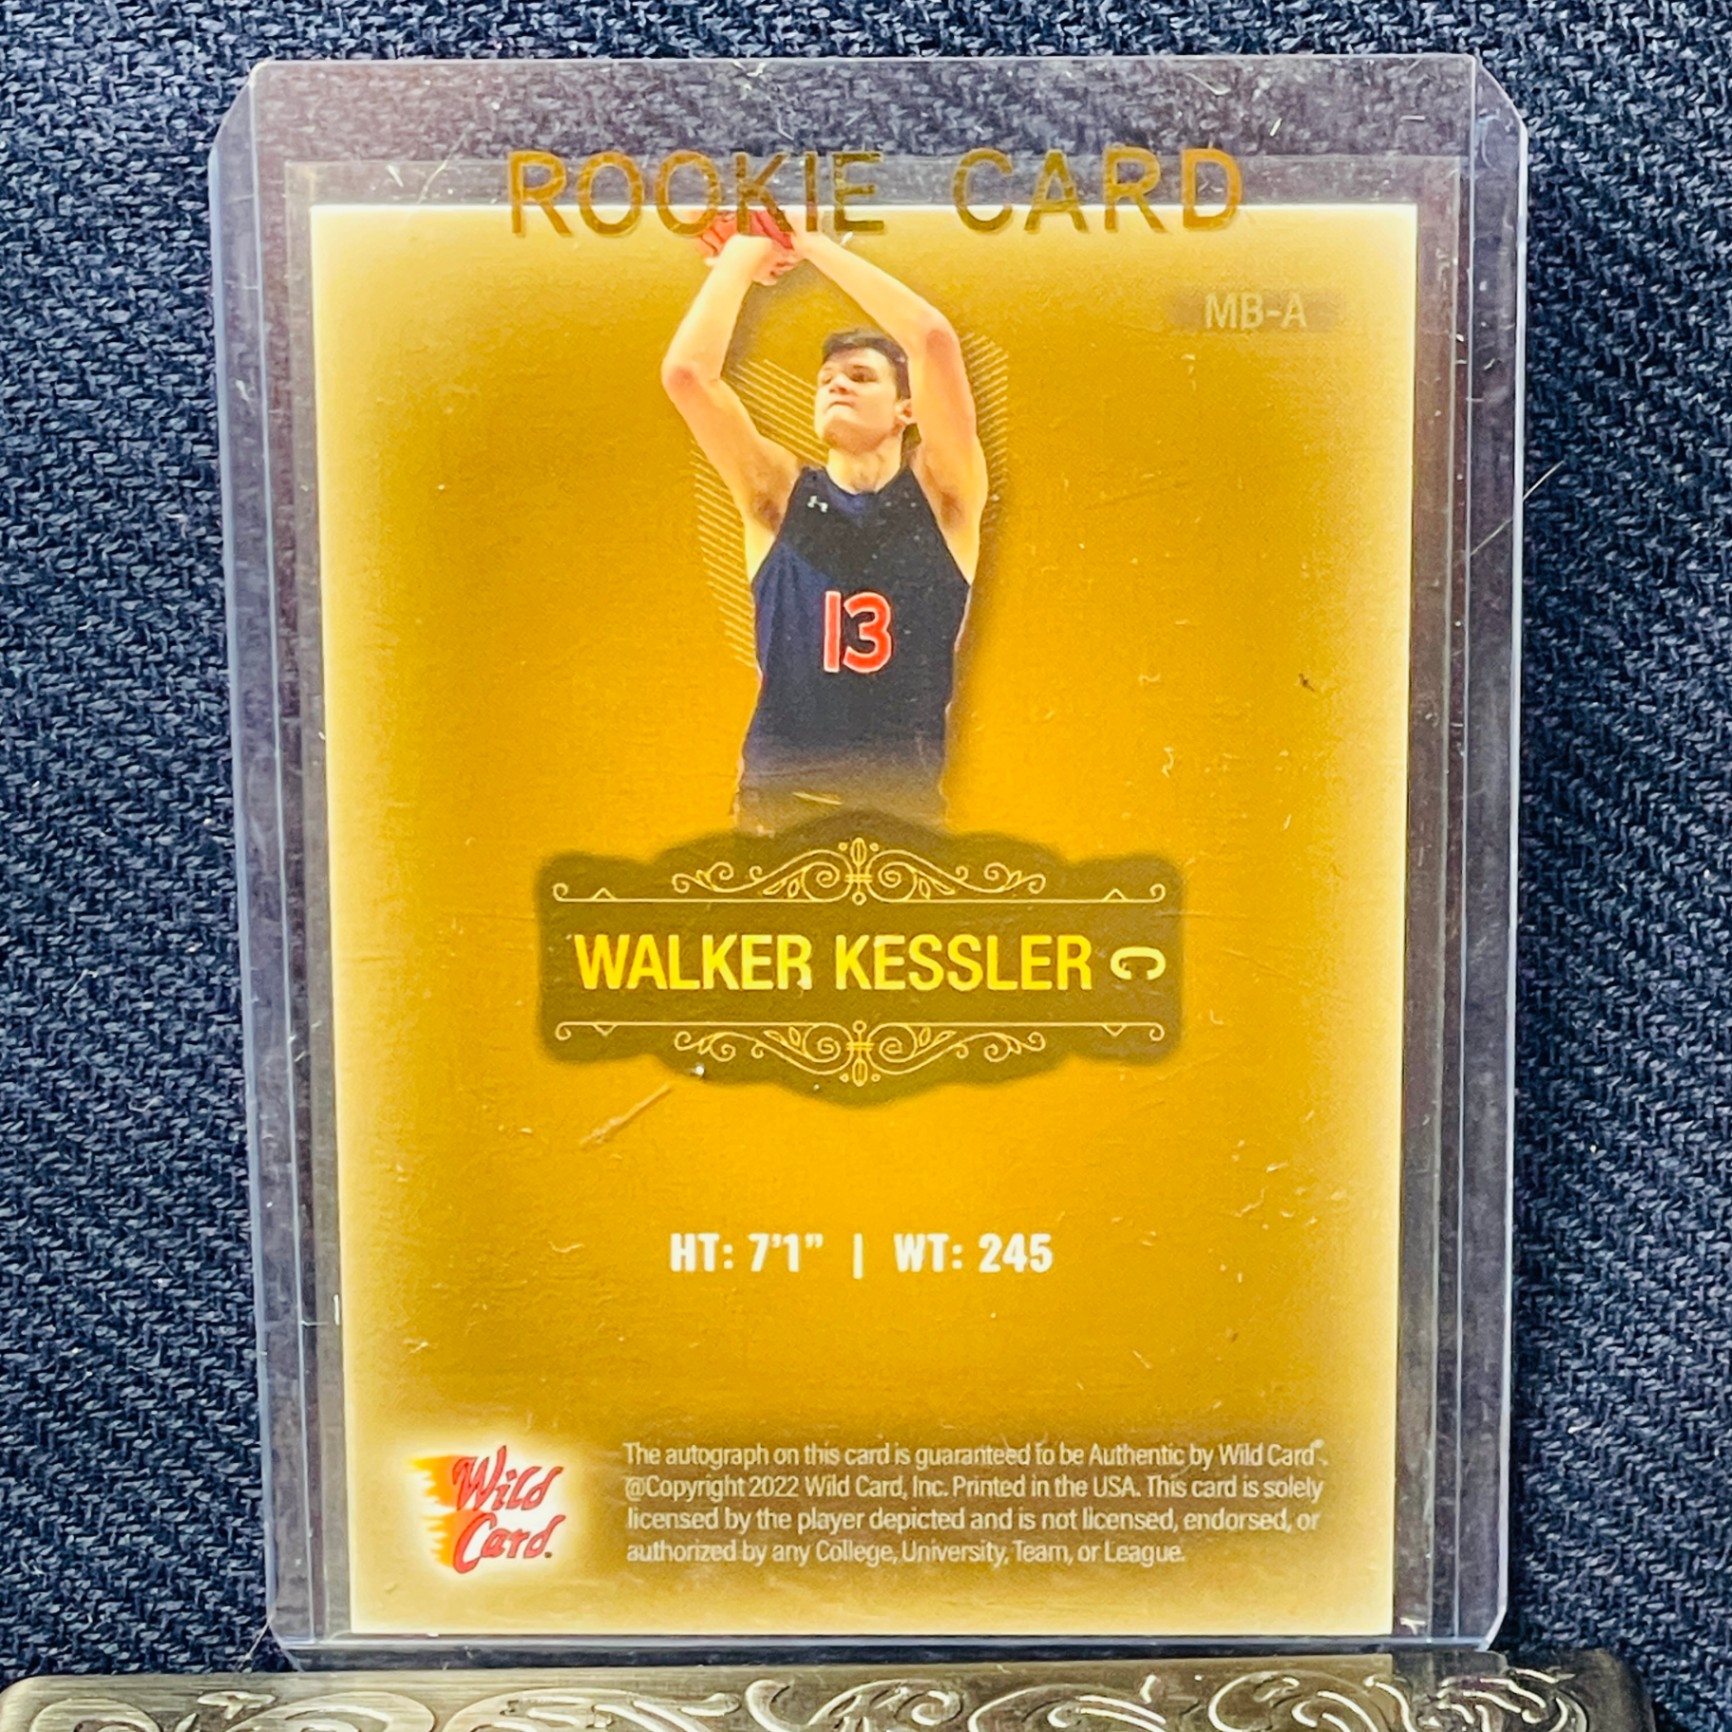 ROOKIE CARD
MB-A
13
WALKER KESSLER C
HT: 7'1" | WT: 245
Wild
Card.
The autograph on this card is guaranteed to be Authentic by Wild Card®.
@Copyright 2022 Wild Card, Inc. Printed in the USA. This card is solely
licensed by the player depicted and is not licensed, endorsed, or
authorized by any College, University, Team, or League.